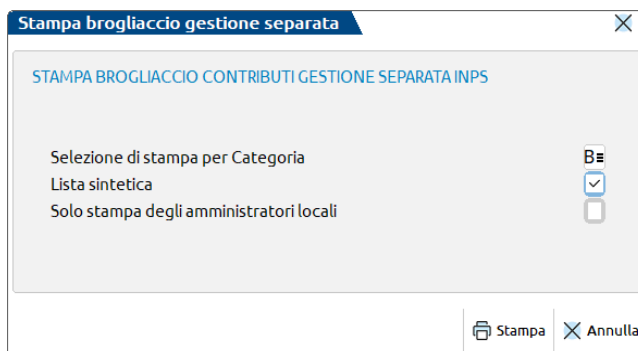 Stampa brogliaccio gestione separata
STAMPA BROGLIACCIO CONTRIBUTI GESTIONE SEPARATA INPS
Selezione di stampa per Categoria B
Lista sintetica
Solo stampa degli amministratori locali
Stampa Annulla